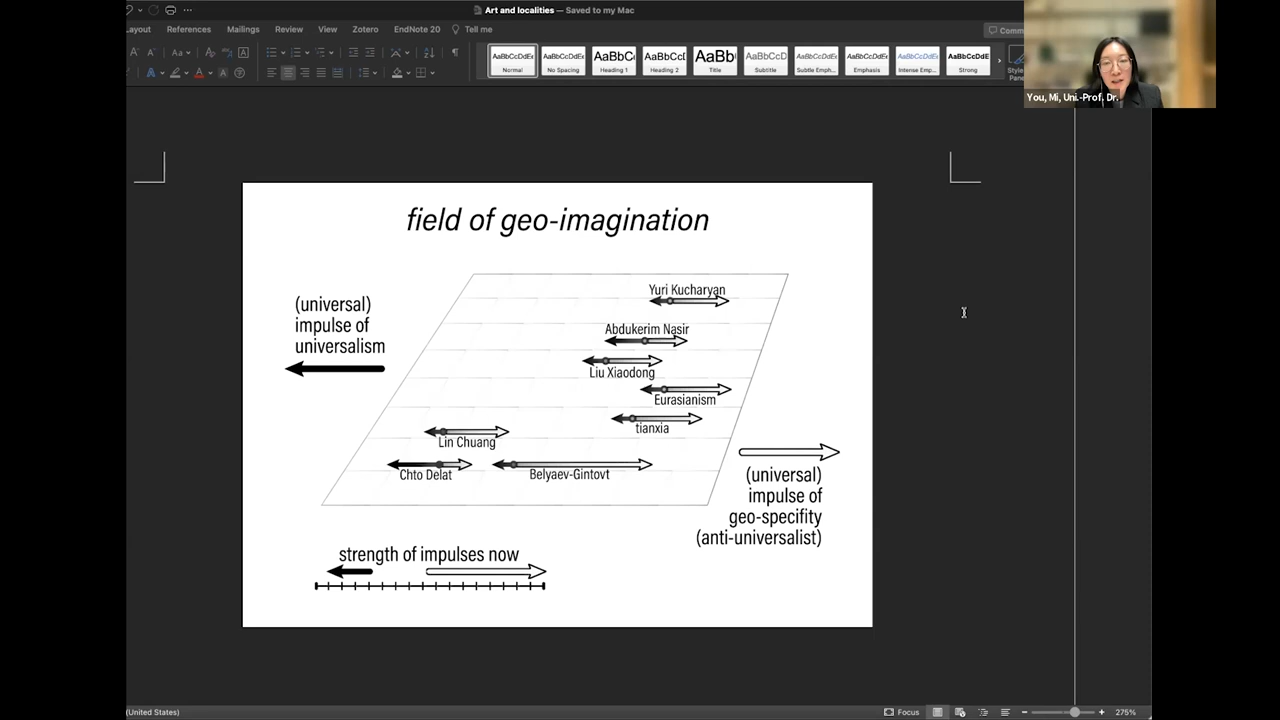 Art and localities — Saved to my Mac
Layout References Mailings Review View Zotero EndNote 20 Tell me
AaBbCcDdEe AaBbCcDdEe AaBbC AaBbCcD AaBb AaBbCcD AaBbCcDdEe AaBbCcDdEe AaBbCcDdEe AaBbCcDdE
Normal No Spacing Heading 1 Heading 2 Title Subtitle Subtle Emph... Emphasis Intense Emp... Strong
You, Mi, Uni.-Prof. Dr.
field of geo-imagination
Yuri Kucharyan
(universal)
impulse of
universalism
Abdukerim Nasir
Liu Xiaodong
Eurasianism
tianxia
Lin Chuang
Chto Delat Belyaev-Gintovt
(universal)
impulse of
geo-specifity
(anti-universalist)
strength of impulses now
(United States) Focus 275%